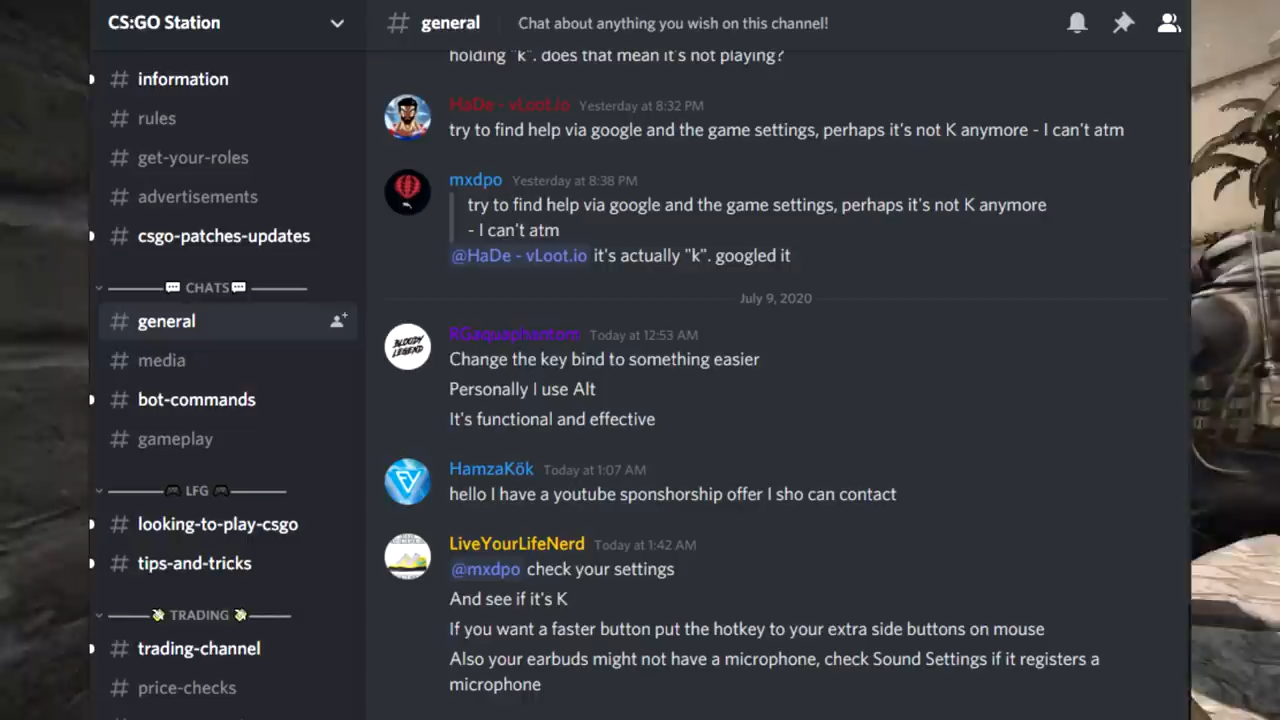 CS:GO Station
# general
Chat about anything you wish on this channel!
# information
# rules
# get-your-roles
# advertisements
# csgo-patches-updates
CHATS
# general
# media
# bot-commands
# gameplay
LFG
# looking-to-play-csgo
# tips-and-tricks
TRADING
# trading-channel
# price-checks
holding "k". does that mean it's not playing?
HaDe - vLoot.io Yesterday at 8:32 PM
try to find help via google and the game settings, perhaps it's not K anymore - I can't atm
mxdpo Yesterday at 8:38 PM
try to find help via google and the game settings, perhaps it's not K anymore
- I can't atm
@HaDe - vLoot.io it's actually "k". googled it
July 9, 2020
RGaquaphantom Today at 12:53 AM
BLOODY
LEGEND
Change the key bind to something easier
Personally I use Alt
It's functional and effective
HamzaKök Today at 1:07 AM
hello I have a youtube sponshorship offer I sho can contact
LiveYourLifeNerd Today at 1:42 AM
@mxdpo check your settings
And see if it's K
If you want a faster button put the hotkey to your extra side buttons on mouse
Also your earbuds might not have a microphone, check Sound Settings if it registers a
microphone